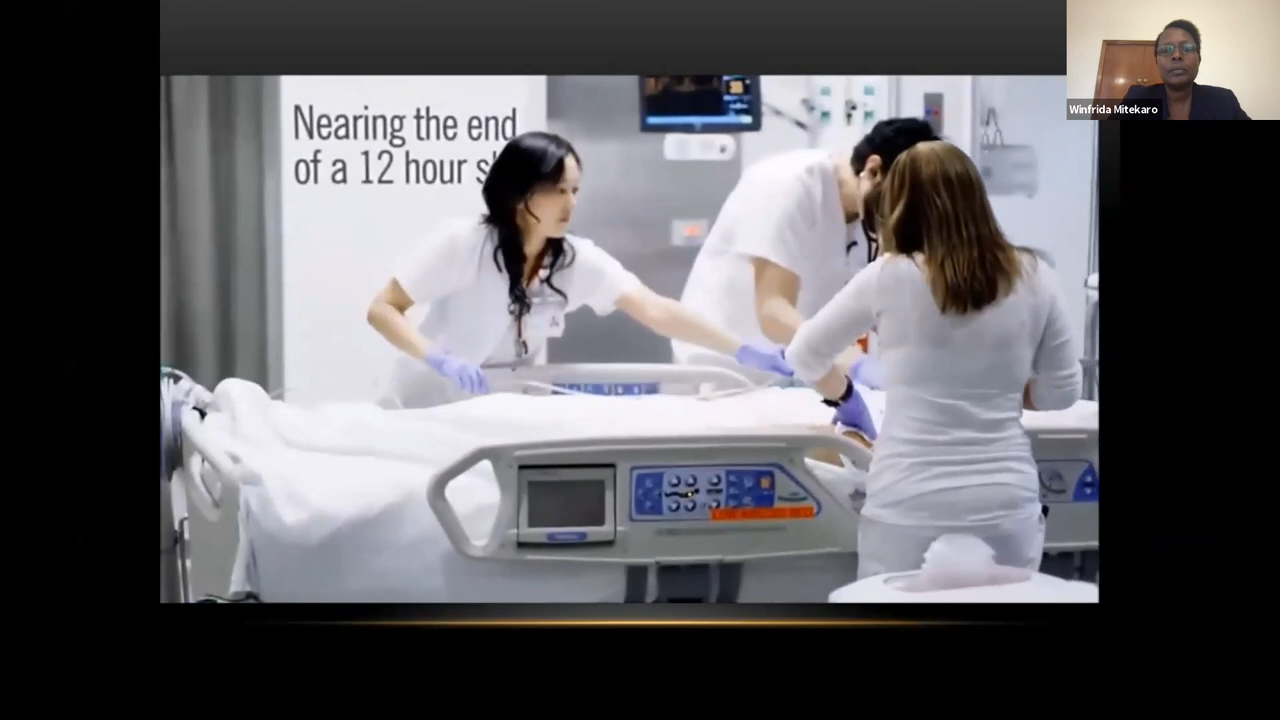 Nearing the end
of a 12 hour s
Winfrida Mitekaro